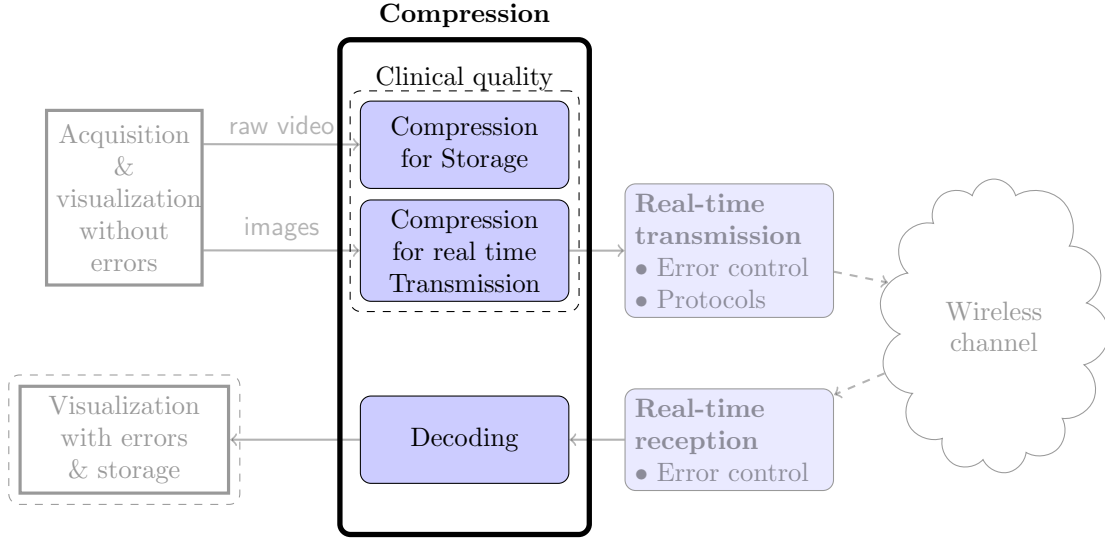 Compression
Clinical quality
Acquisition
&
visualization
without
errors
raw video
images
Compression
for Storage
Compression
for real time
Transmission
Real-time
transmission
• Error control
• Protocols
Wireless
channel
Visualization
with errors
& storage
Decoding
Real-time
reception
• Error control